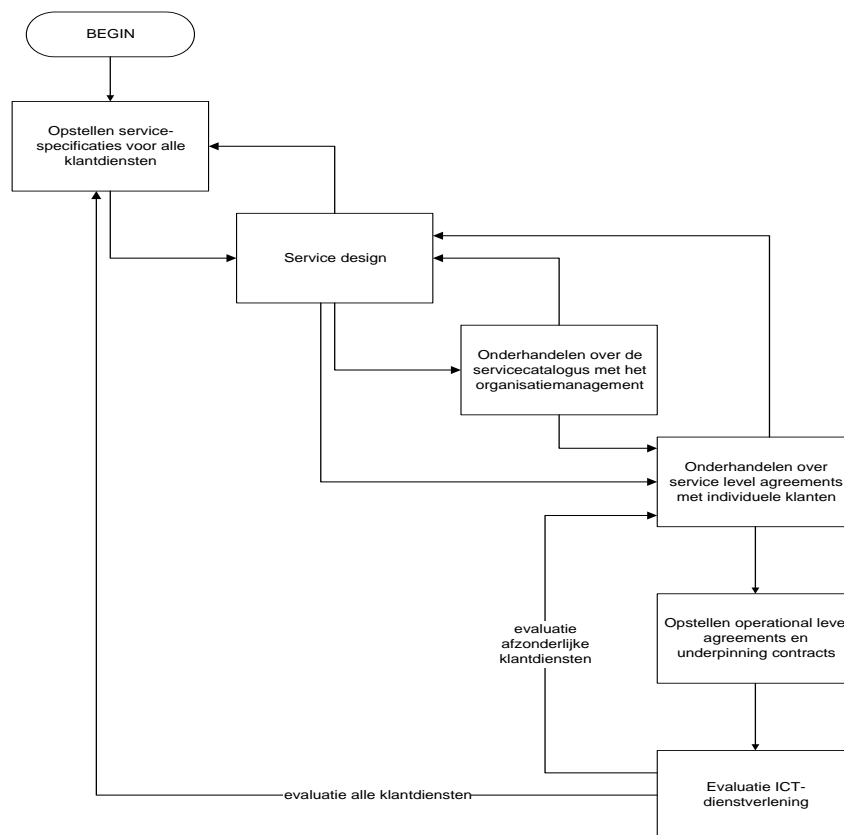 BEGIN
Opstellen service-
specificaties voor alle
klantdiensten
Service design
Onderhandelen over de
servicecatalogus met het
organisatiemanagement
Onderhandelen over
service level agreements
met individuele klanten
Opstellen operational level
agreements en
underpinning contracts
evaluatie
afzonderlijke
klantdiensten
evaluatie alle klantdiensten
Evaluatie ICT-
dienstverlening